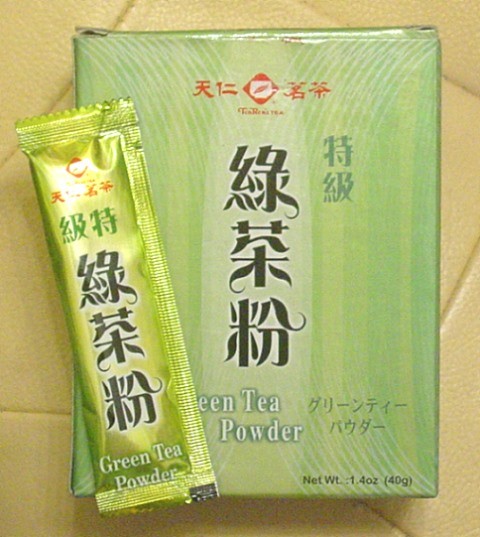 天仁 茗茶
TenRen's Tea
特級
綠茶粉
een Tea
Powder
グリーンティー
パウダー
Net Wt. :1.4oz (40g)
天仁 茗茶
級特
綠茶粉
Green Tea
Powder